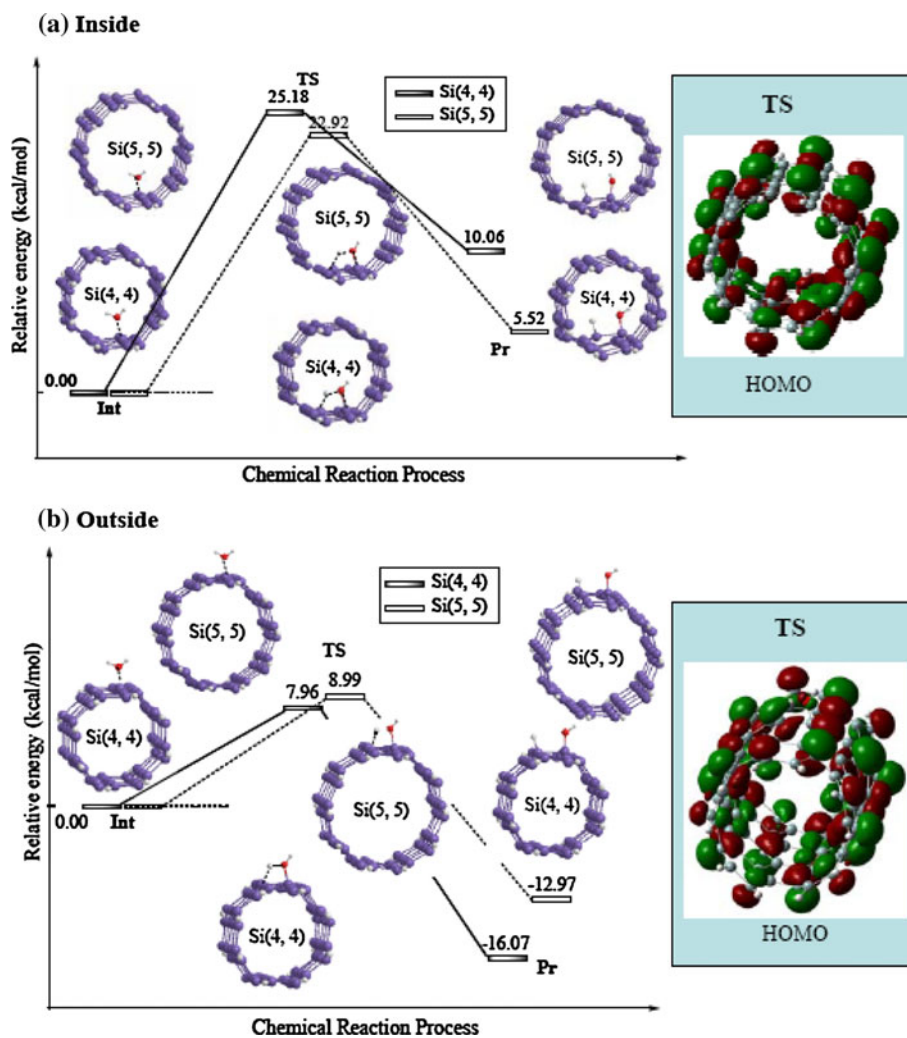 (a) Inside
TS
25.18
22.92
Si(4, 4)
Si(5, 5)
Si(5, 5)
Si(5, 5)
Si(5, 5)
Si(4, 4)
Si(4, 4)
Si(4, 4)
10.06
5.52
Pr
0.00
Int
Relative energy (kcal/mol)
Chemical Reaction Process
TS
HOMO
(b) Outside
Si(4, 4)
Si(5, 5)
Si(5, 5)
Si(5, 5)
TS
7.96
8.99
Si(4, 4)
Si(5, 5)
Si(4, 4)
Si(4, 4)
0.00
Int
-12.97
-16.07
Pr
Relative energy (kcal/mol)
Chemical Reaction Process
TS
HOMO